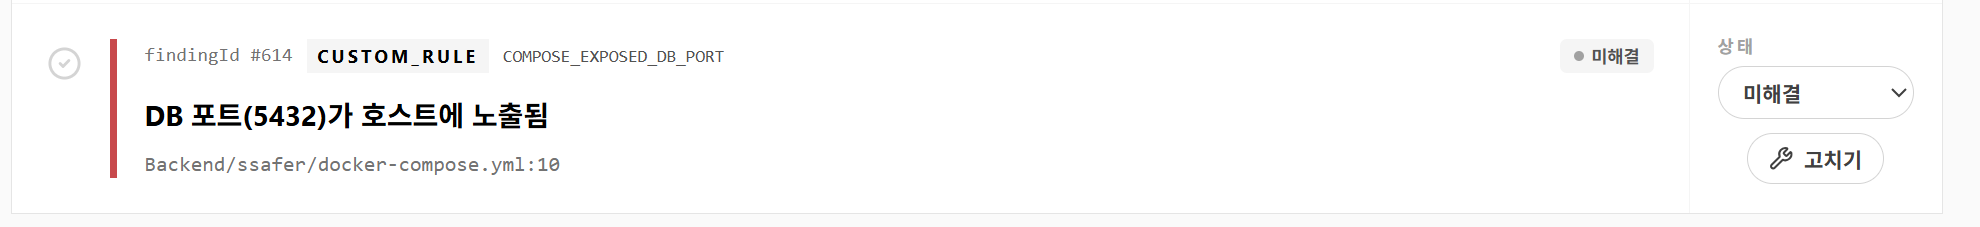 findingId #614 CUSTOM_RULE COMPOSE_EXPOSED_DB_PORT
미해결
DB 포트(5432)가 호스트에 노출됨
Backend/ssafer/docker-compose.yml:10
상태
미해결
고치기